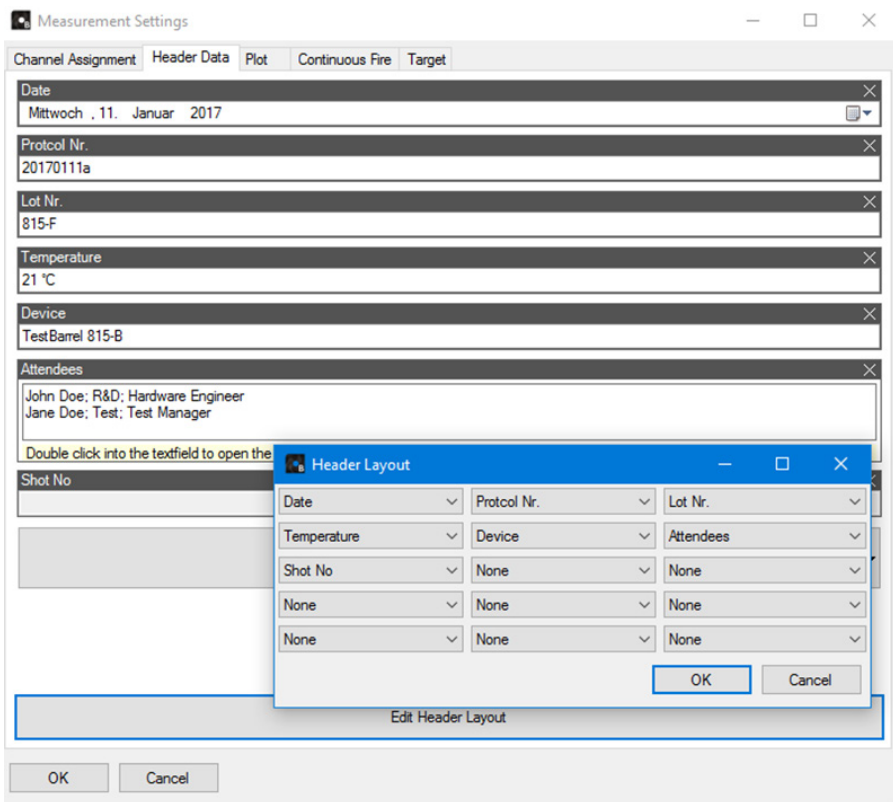 Measurement Settings
Channel Assignment Header Data Plot Continuous Fire Target
Date
Mittwoch , 11. Januar 2017
Protcol Nr.
20170111a
Lot Nr.
815-F
Temperature
21 °C
Device
TestBarrel 815-B
Attendees
John Doe; R&D; Hardware Engineer
Jane Doe; Test; Test Manager
Double click into the textfield to open the
Shot No
Header Layout
Date Protcol Nr. Lot Nr.
Temperature Device Attendees
Shot No None None
None None None
None None None
OK Cancel
Edit Header Layout
OK Cancel